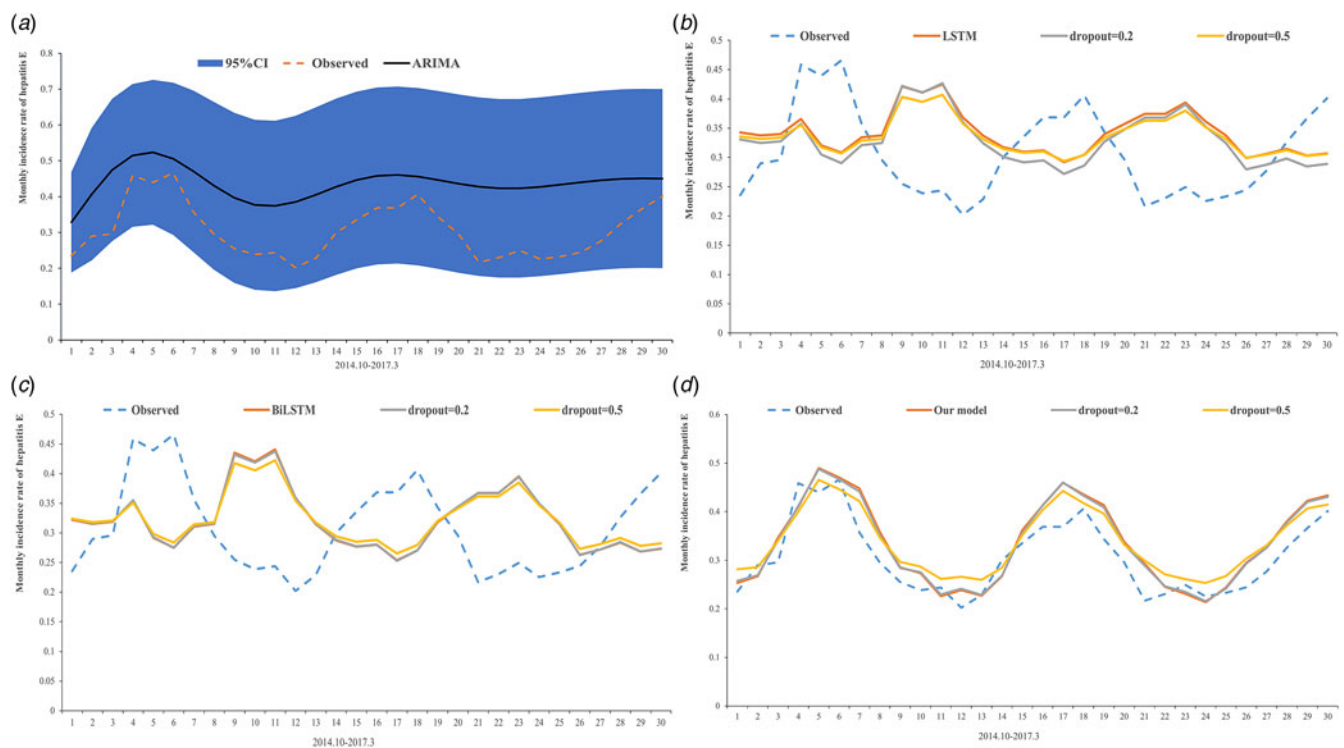 (a)
95%CI Observed ARIMA
Monthly incidence rate of hepatitis E
0.8
0.7
0.6
0.5
0.4
0.3
0.2
0.1
0
1 2 3 4 5 6 7 8 9 10 11 12 13 14 15 16 17 18 19 20 21 22 23 24 25 26 27 28 29 30
2014.10-2017.3
(b)
Observed LSTM dropout=0.2 dropout=0.5
Monthly incidence rate of hepatitis E
0.5
0.45
0.4
0.35
0.3
0.25
0.2
0.15
0.1
0.05
0
1 2 3 4 5 6 7 8 9 10 11 12 13 14 15 16 17 18 19 20 21 22 23 24 25 26 27 28 29 30
2014.10-2017.3
(c)
Observed BiLSTM dropout=0.2 dropout=0.5
Monthly incidence rate of hepatitis E
0.5
0.45
0.4
0.35
0.3
0.25
0.2
0.15
0.1
0.05
0
1 2 3 4 5 6 7 8 9 10 11 12 13 14 15 16 17 18 19 20 21 22 23 24 25 26 27 28 29 30
2014.10-2017.3
(d)
Observed Our model dropout=0.2 dropout=0.5
Monthly incidence rate of hepatitis E
0.6
0.5
0.4
0.3
0.2
0.1
0
1 2 3 4 5 6 7 8 9 10 11 12 13 14 15 16 17 18 19 20 21 22 23 24 25 26 27 28 29 30
2014.10-2017.3